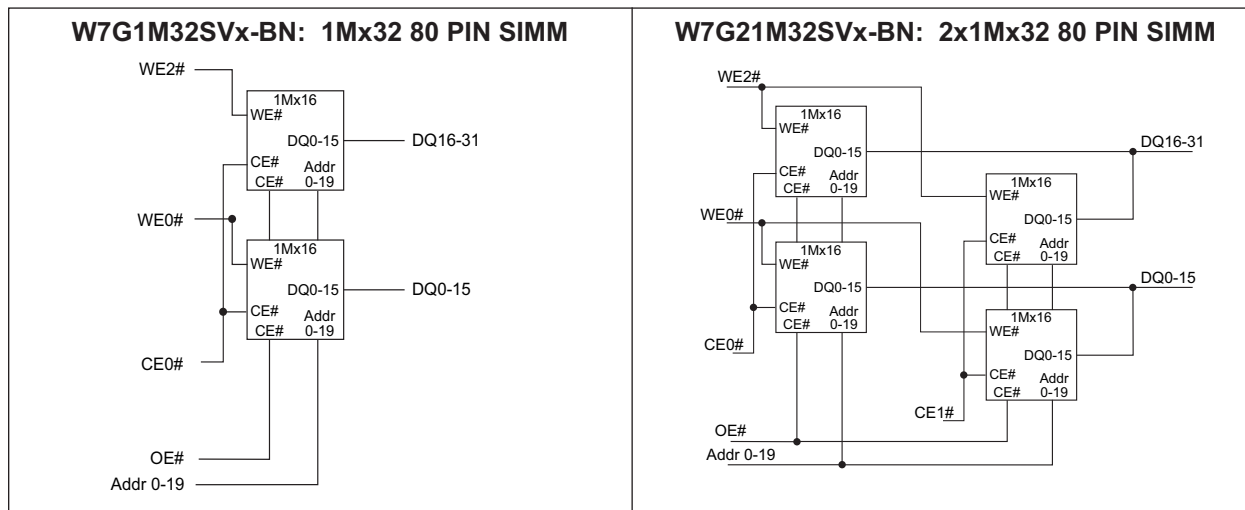 W7G1M32SVx-BN: 1Mx32 80 PIN SIMM
WE2#
1Mx16
WE#
DQ0-15
DQ16-31
CE#
Addr
CE#
0-19
WE0#
1Mx16
WE#
DQ0-15
DQ0-15
CE#
Addr
CE#
0-19
CE0#
OE#
Addr 0-19
W7G21M32SVx-BN: 2x1Mx32 80 PIN SIMM
WE2#
1Mx16
WE#
DQ0-15
DQ16-31
CE#
Addr
CE#
0-19
1Mx16
WE#
DQ0-15
CE#
Addr
CE#
0-19
WE0#
1Mx16
WE#
DQ0-15
DQ0-15
CE#
Addr
CE#
0-19
1Mx16
WE#
DQ0-15
CE#
Addr
CE#
0-19
CE0#
CE1#
OE#
Addr 0-19